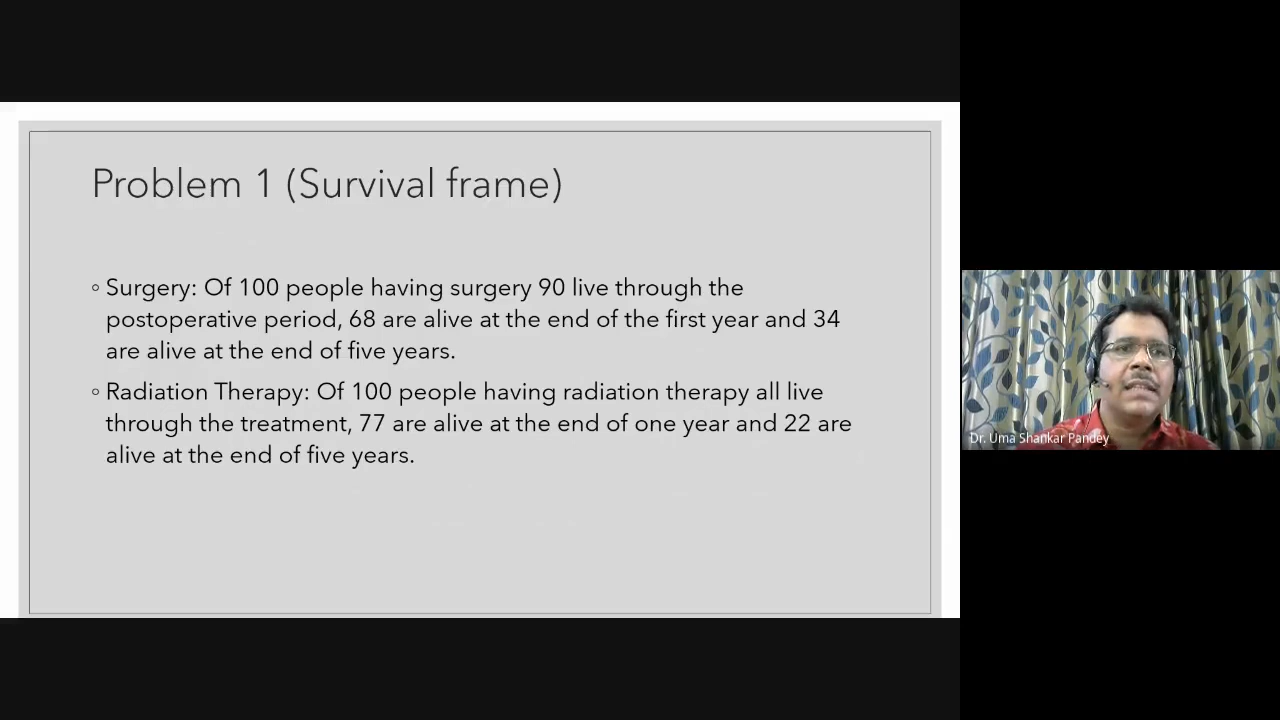 Problem 1 (Survival frame)
◦ Surgery: Of 100 people having surgery 90 live through the
postoperative period, 68 are alive at the end of the first year and 34
are alive at the end of five years.
◦ Radiation Therapy: Of 100 people having radiation therapy all live
through the treatment, 77 are alive at the end of one year and 22 are
alive at the end of five years.
Dr. Uma Shankar Pandey